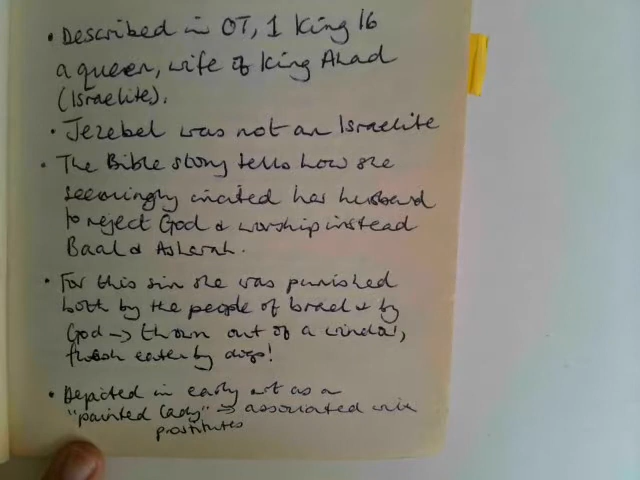 • Described in OT, 1 King 16
a queen, wife of King Ahab
(Israelite).
• Jezebel was not an Israelite
• The Bible story tells how she
seemingly incited her husband
to reject God & worship instead
Baal & Asherah.
• For this sin she was punished
both by the people of Israel & by
God → thrown out of a window,
flesh eaten by dogs!
• Depicted in early art as a
"painted lady" → associated with
prostitutes